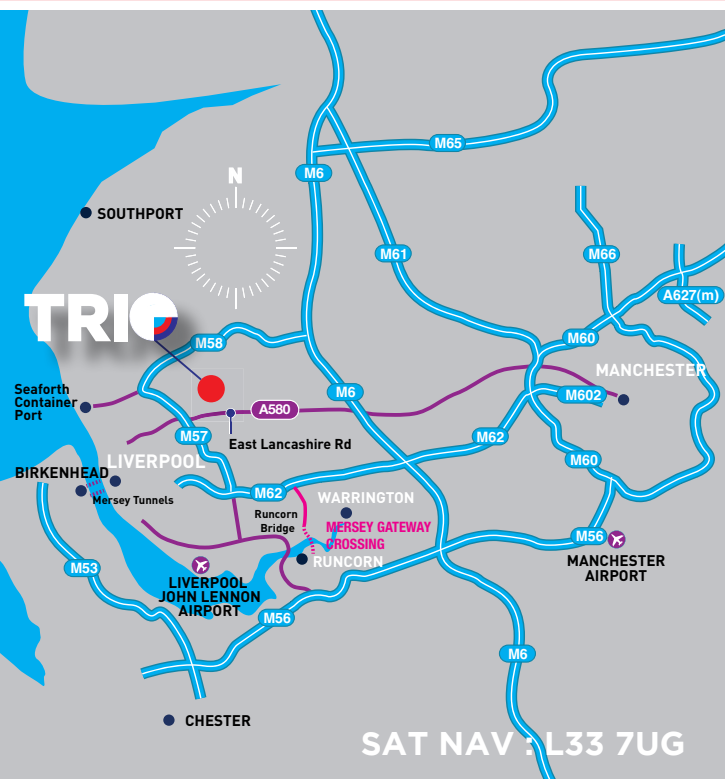 M65
M6
N
SOUTHPORT
M61
M66
A627(m)
TRIO
M58
M60
MANCHESTER
Seaforth
Container
Port
M6
M602
A580
M57
East Lancashire Rd
M62
LIVERPOOL
M60
BIRKENHEAD
Mersey Tunnels
M62
WARRINGTON
Runcorn
Bridge
MERSEY GATEWAY
CROSSING
RUNCORN
M56
MANCHESTER
AIRPORT
M53
LIVERPOOL
JOHN LENNON
AIRPORT
M56
M6
CHESTER
SAT NAV : L33 7UG